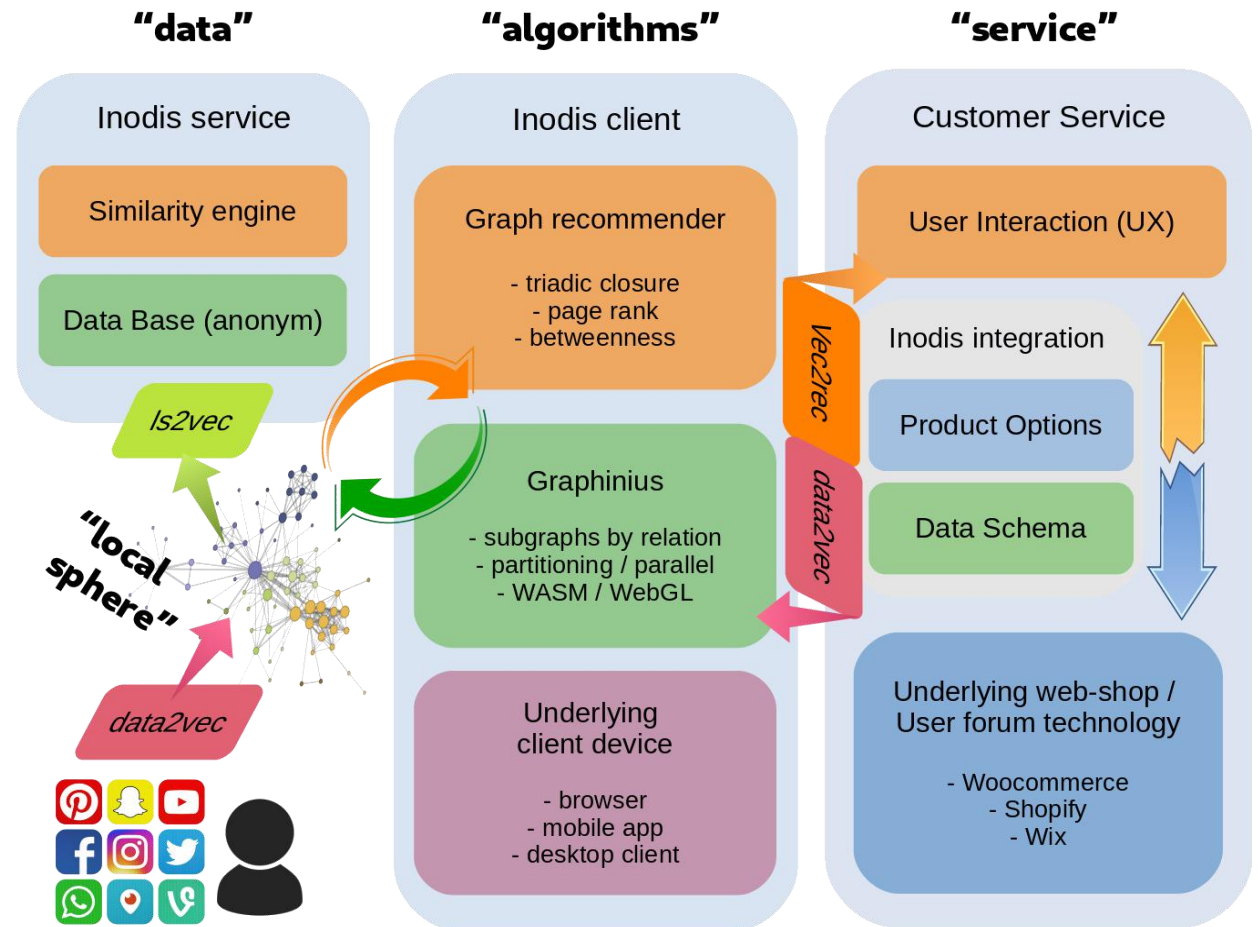 “data”
“algorithms”
“service”
Inodis service
Similarity engine
Data Base (anonym)
ls2vec
“local
sphere”
data2vec
Inodis client
Graph recommender
- triadic closure
- page rank
- betweenness
Graphinius
- subgraphs by relation
- partitioning / parallel
- WASM / WebGL
Underlying
client device
- browser
- mobile app
- desktop client
Vec2rec
data2vec
Customer Service
User Interaction (UX)
Inodis integration
Product Options
Data Schema
Underlying web-shop /
User forum technology
- Woocommerce
- Shopify
- Wix